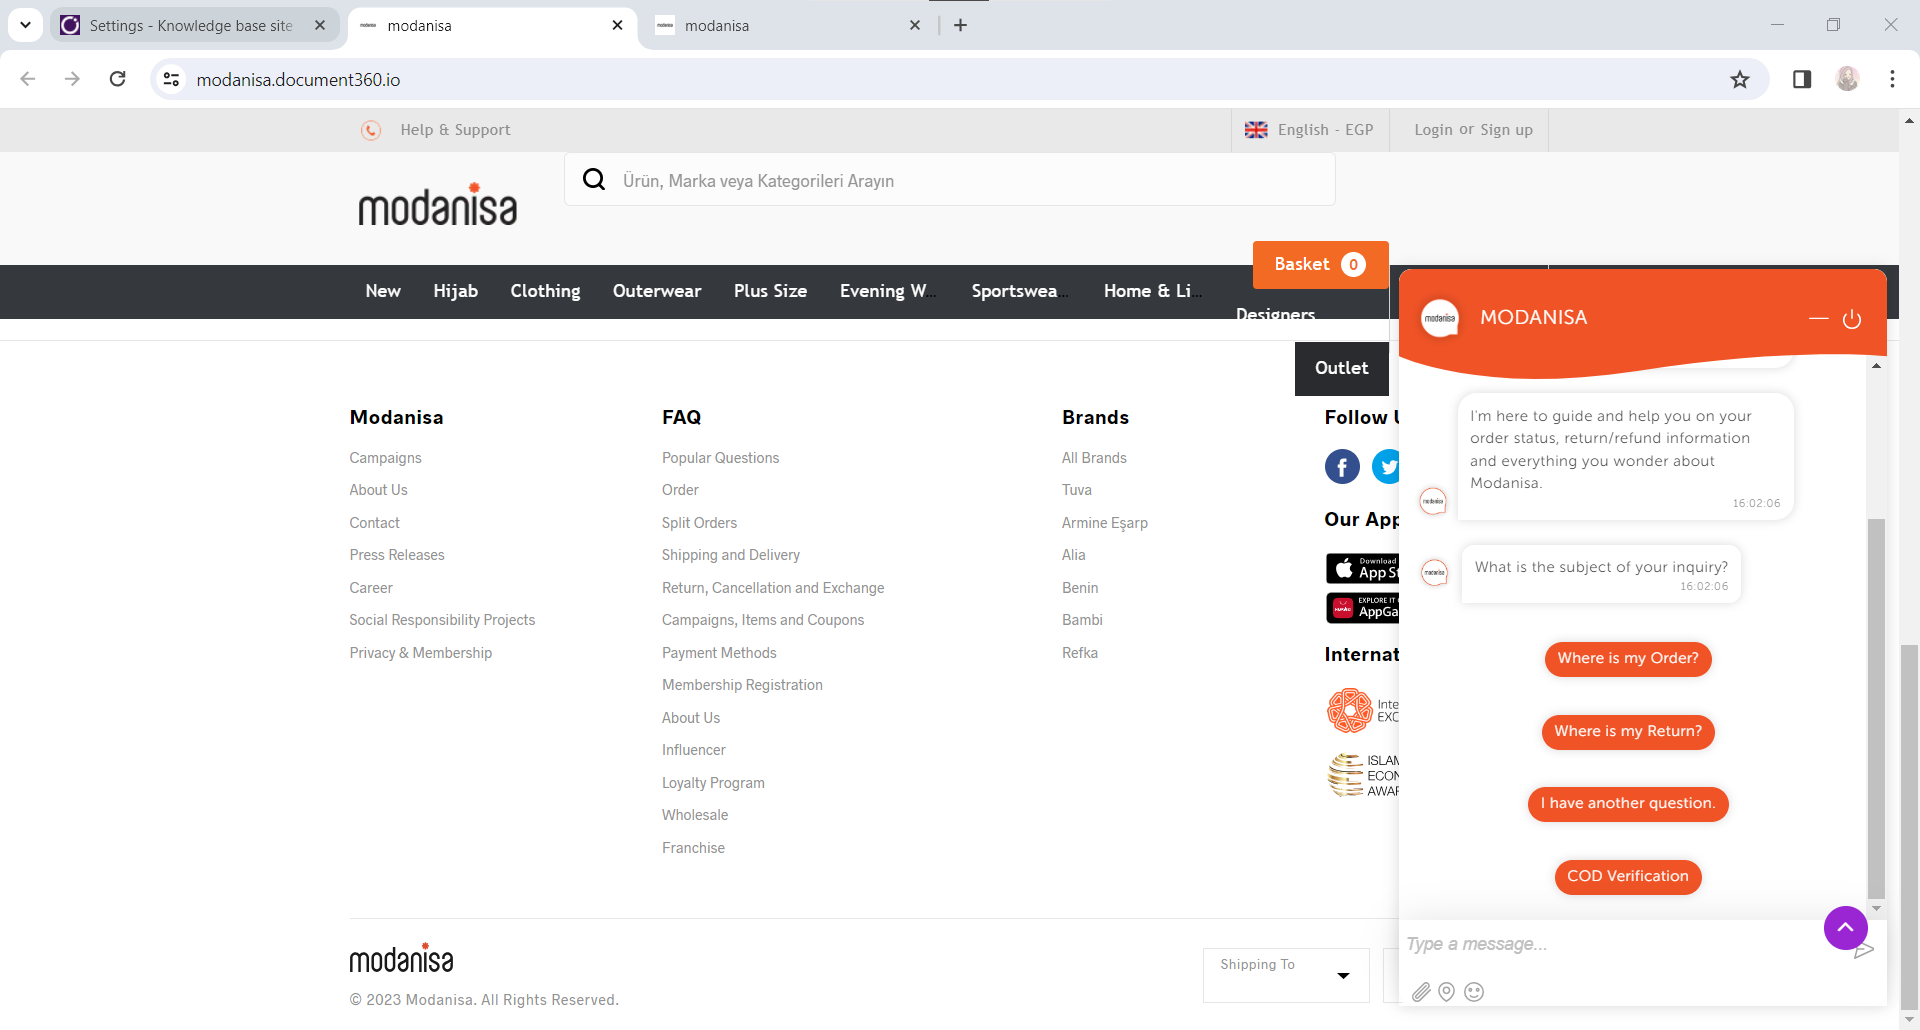 Settings - Knowledge base site
modanisa
modanisa
modanisa.document360.io
Help & Support
English - EGP
Login or Sign up
modanisa
Ürün, Marka veya Kategorileri Arayın
Basket 0
New
Hijab
Clothing
Outerwear
Plus Size
Evening W...
Sportswea...
Home & Li...
Designers
Outlet
Modanisa
Campaigns
About Us
Contact
Press Releases
Career
Social Responsibility Projects
Privacy & Membership
FAQ
Popular Questions
Order
Split Orders
Shipping and Delivery
Return, Cancellation and Exchange
Campaigns, Items and Coupons
Payment Methods
Membership Registration
About Us
Influencer
Loyalty Program
Wholesale
Franchise
Brands
All Brands
Tuva
Armine Eşarp
Alia
Benin
Bambi
Refka
Follow
Our App
Download
App St
EXPLORE IT
AppGa
Internat
Inte
EXC
ISLAM
ECON
AWAR
modanisa
© 2023 Modanisa. All Rights Reserved.
Shipping To
modanisa
MODANISA
I'm here to guide and help you on your
order status, return/refund information
and everything you wonder about
Modanisa.
16:02:06
modanisa
What is the subject of your inquiry?
16:02:06
modanisa
Where is my Order?
Where is my Return?
I have another question.
COD Verification
Type a message...